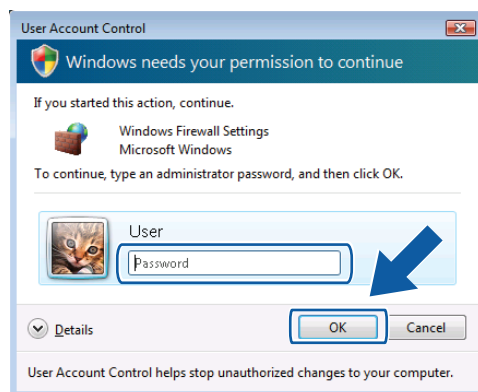 User Account Control
Windows needs your permission to continue
If you started this action, continue.
Windows Firewall Settings
Microsoft Windows
To continue, type an administrator password, and then click OK.
User
Password
Details
OK
Cancel
User Account Control helps stop unauthorized changes to your computer.